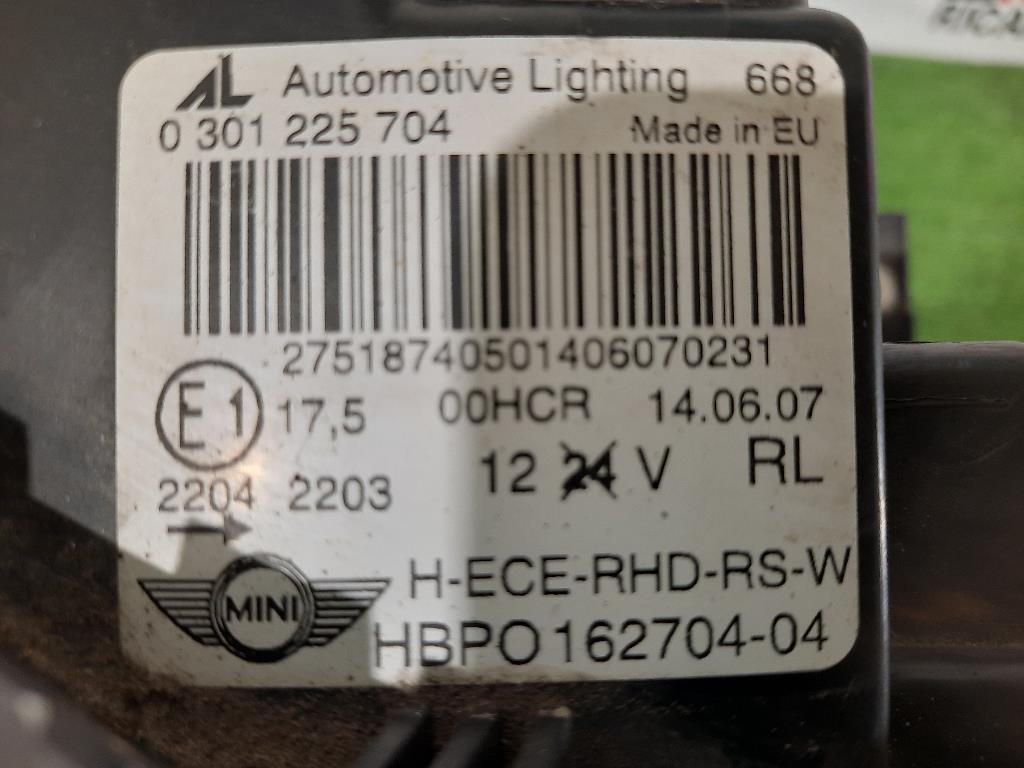 AL Automotive Lighting 668
0 301 225 704 Made in EU
27518740501406070231
E1 17,5 00HCR 14.06.07
12 24 V RL
2204 2203
H-ECE-RHD-RS-W
MINI
HBPO 162704-04